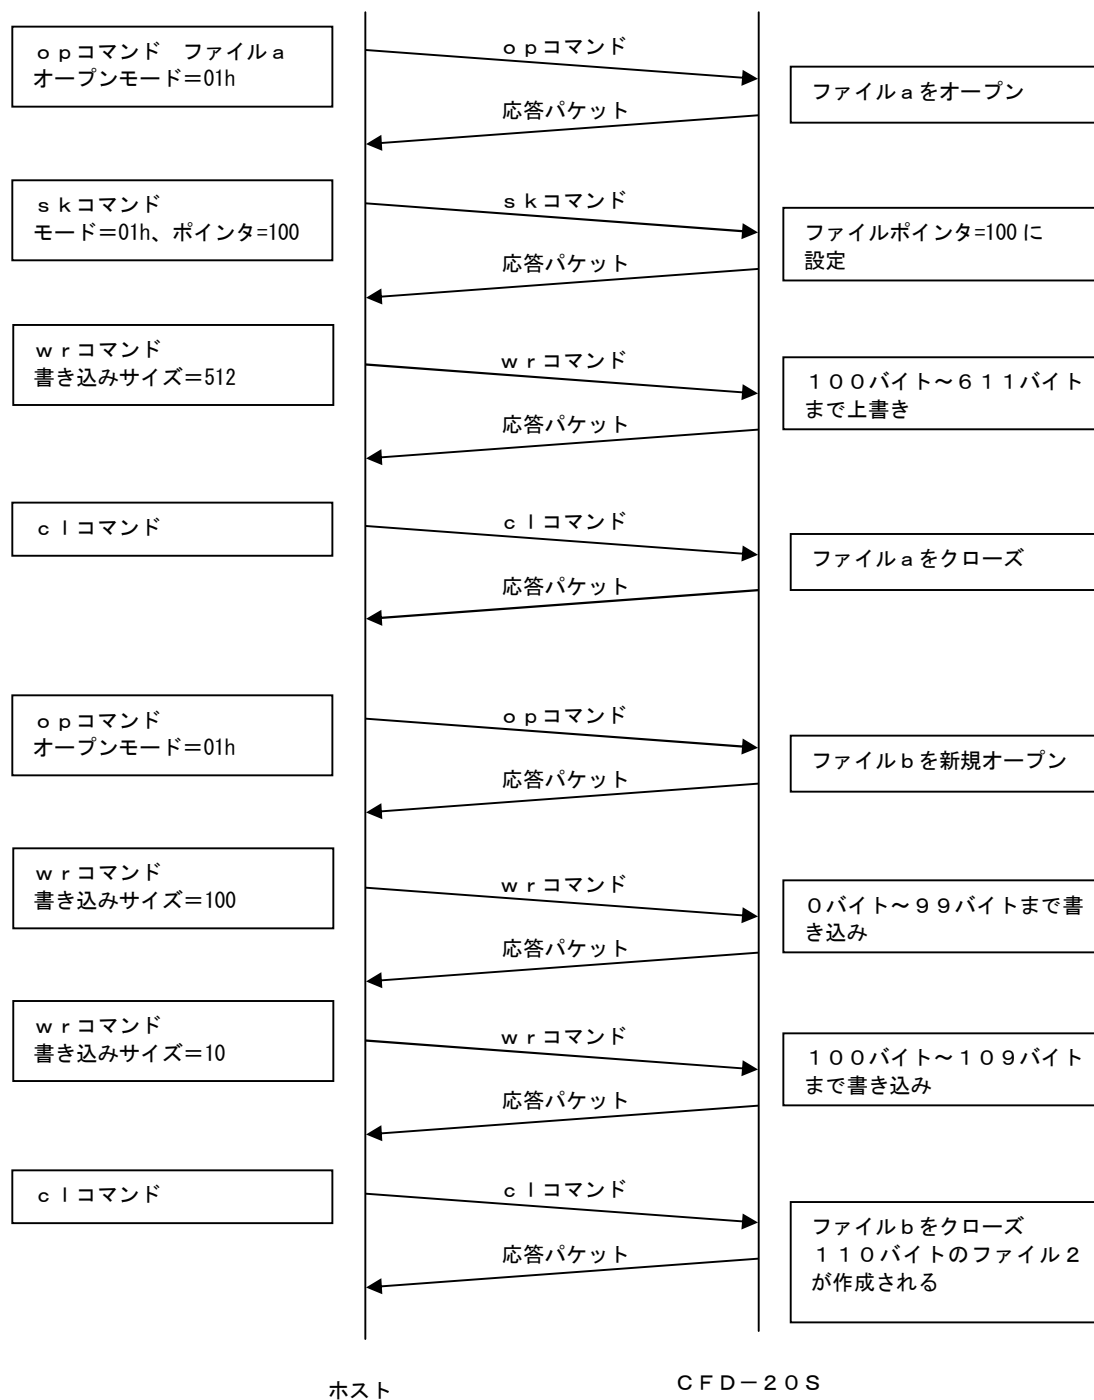 ｏｐコマンド　ファイルａ
オープンモード＝01h
ｏｐコマンド
ファイルａをオープン
応答パケット
ｓｋコマンド
モード＝01h、ポインタ=100
ｓｋコマンド
ファイルポインタ=100 に
設定
応答パケット
ｗｒコマンド
書き込みサイズ＝512
ｗｒコマンド
１００バイト～６１１バイト
まで上書き
応答パケット
ｃｌコマンド
ｃｌコマンド
ファイルａをクローズ
応答パケット
ｏｐコマンド
オープンモード＝01h
ｏｐコマンド
ファイルｂを新規オープン
応答パケット
ｗｒコマンド
書き込みサイズ＝100
ｗｒコマンド
０バイト～９９バイトまで書
き込み
応答パケット
ｗｒコマンド
書き込みサイズ＝10
ｗｒコマンド
１００バイト～１０９バイト
まで書き込み
応答パケット
ｃｌコマンド
ｃｌコマンド
ファイルｂをクローズ
１１０バイトのファイル２
が作成される
応答パケット
ホスト
ＣＦＤ－２０Ｓ